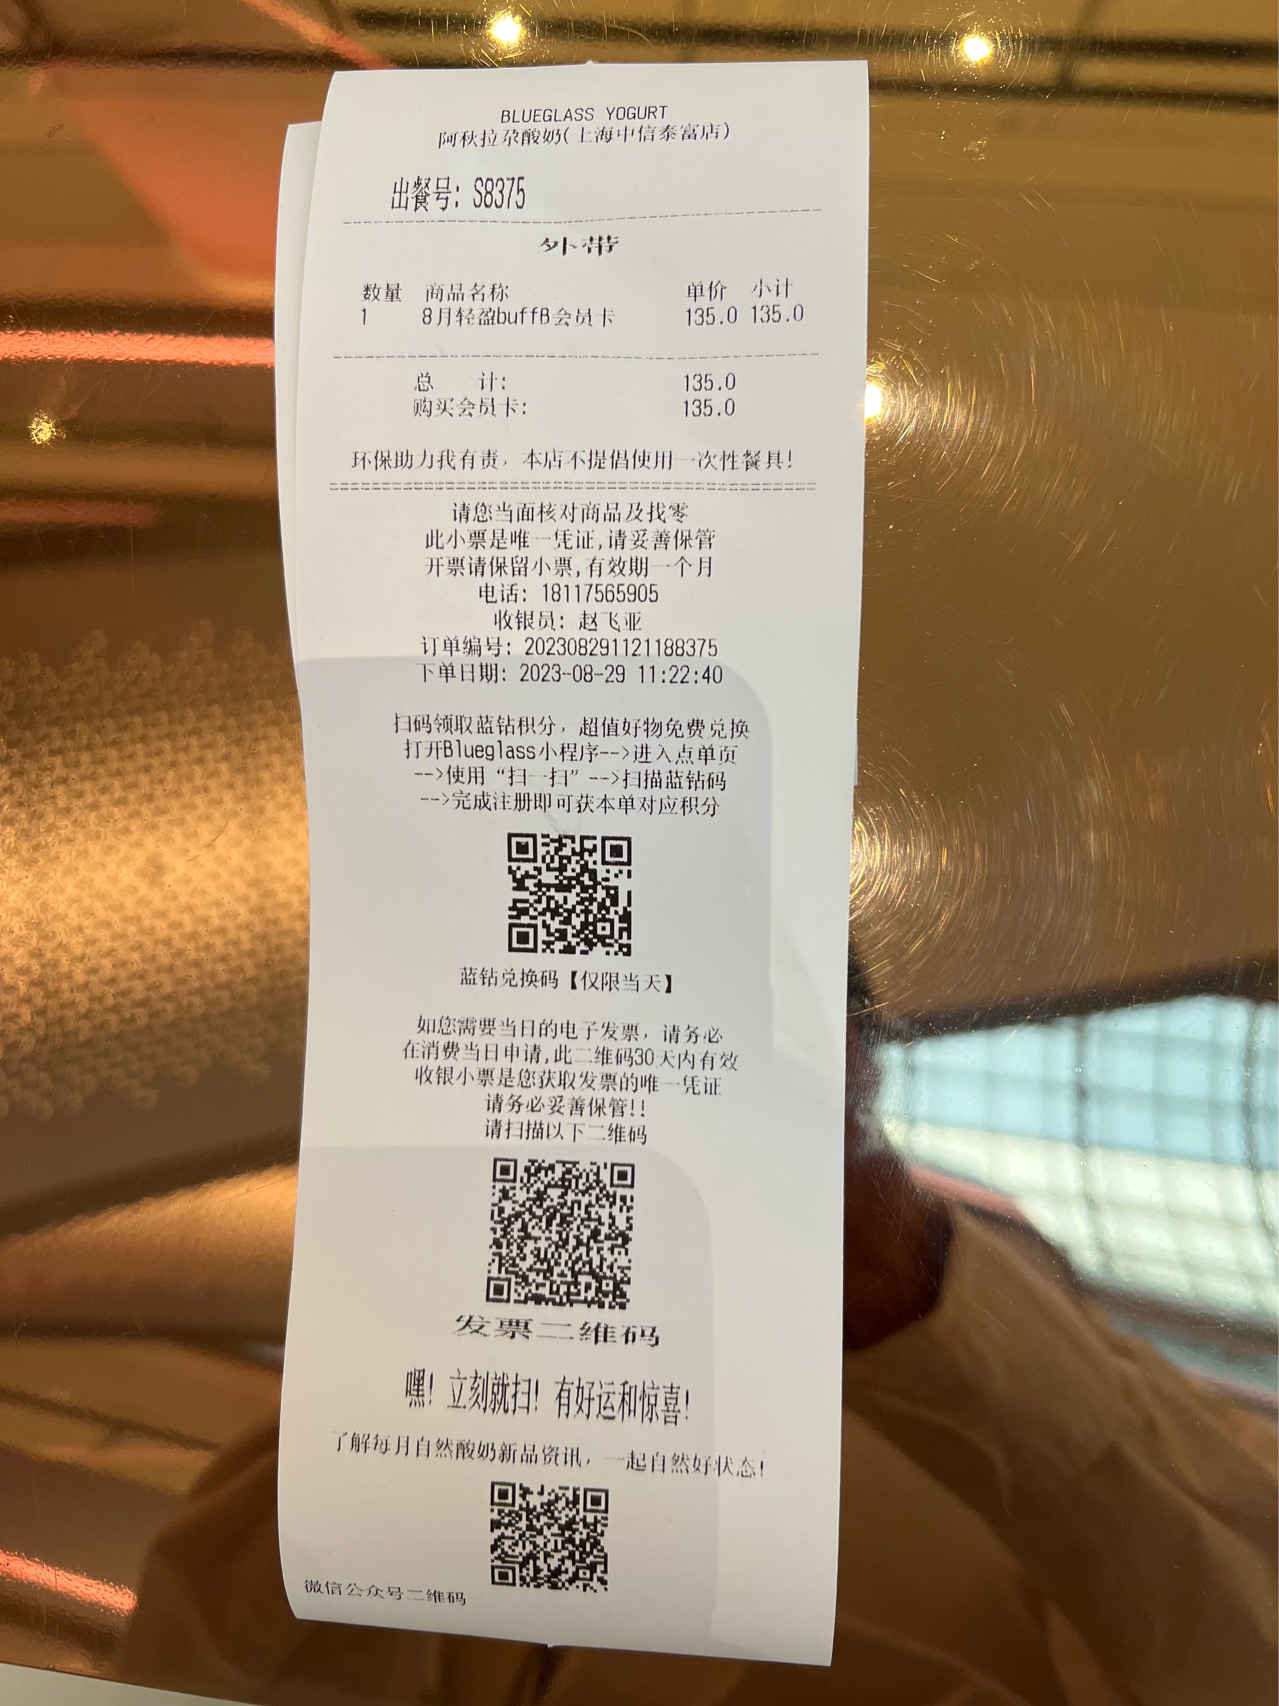 BLUEGLASS YOGURT
阿秋拉尕酸奶(上海中信泰富店)
出餐号: S8375
外带
数量 商品名称 单价 小计
1 8月轻盈buffB会员卡 135.0 135.0
总 计: 135.0
购买会员卡: 135.0
环保助力我有责，本店不提倡使用一次性餐具!
请您当面核对商品及找零
此小票是唯一凭证,请妥善保管
开票请保留小票,有效期一个月
电话: 18117565905
收银员: 赵飞亚
订单编号: 202308291121188375
下单日期: 2023-08-29 11:22:40
扫码领取蓝钻积分，超值好物免费兑换
打开Blueglass小程序-->进入点单页
-->使用“扫一扫”-->扫描蓝钻码
-->完成注册即可获本单对应积分
蓝钻兑换码【仅限当天】
如您需要当日的电子发票，请务必
在消费当日申请,此二维码30天内有效
收银小票是您获取发票的唯一凭证
请务必妥善保管!!
请扫描以下二维码
发票二维码
嘿! 立刻就扫! 有好运和惊喜!
了解每月自然酸奶新品资讯，一起自然好状态!
微信公众号二维码